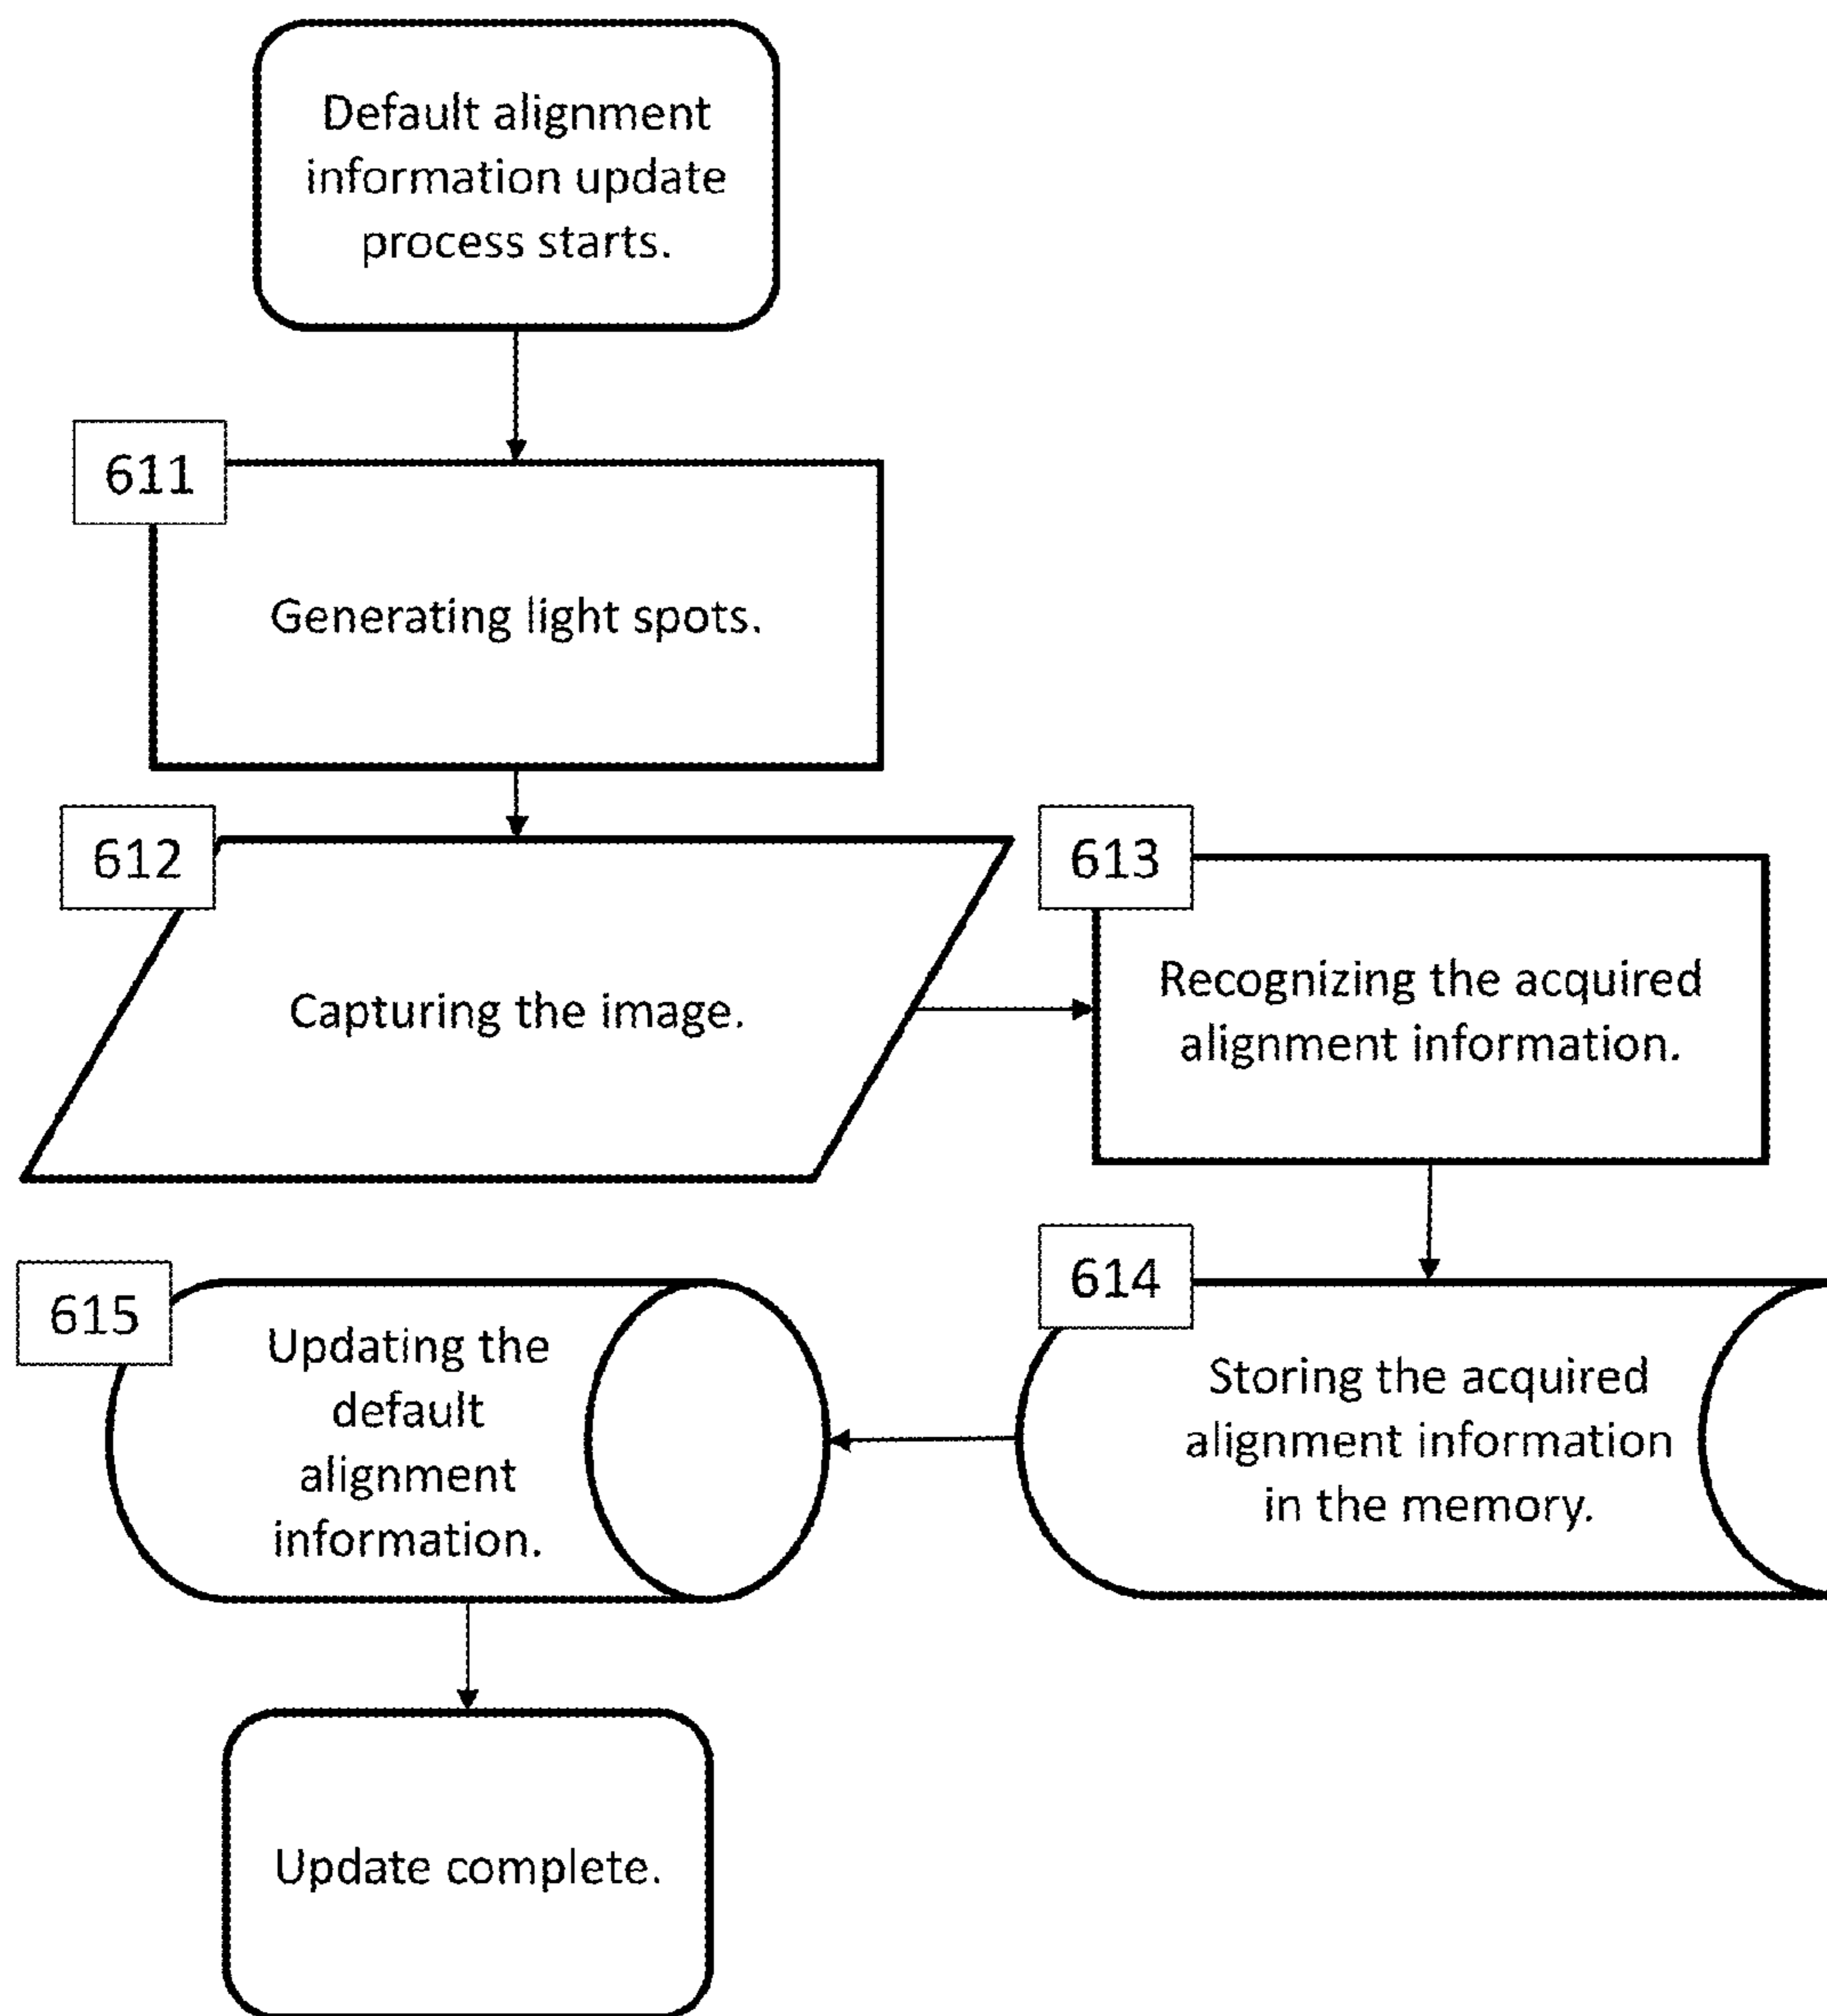 Default alignment
information update
process starts.
611
Generating light spots.
612
Capturing the image.
613
Recognizing the acquired
alignment information.
614
Storing the acquired
alignment information
in the memory.
615
Updating the
default
alignment
information.
Update complete.